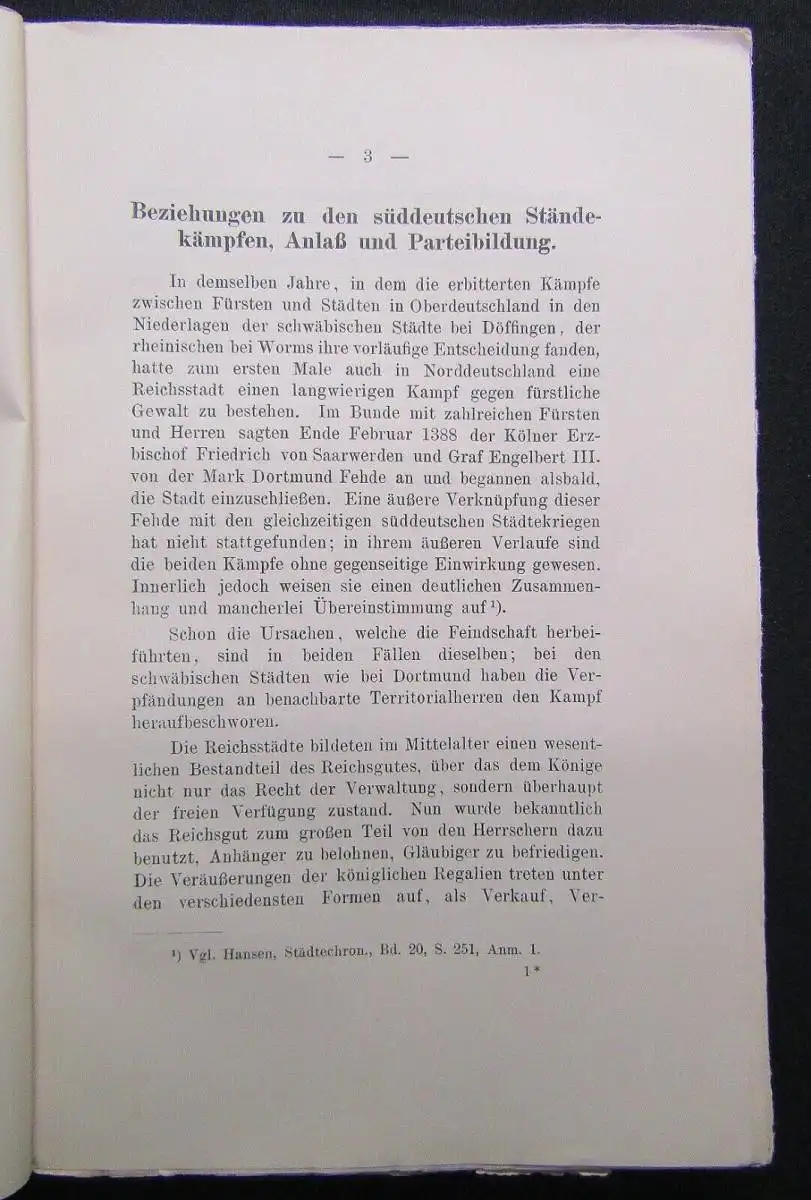 — 3 —
Beziehungen zu den süddeutschen Stände-
kämpfen, Anlaß und Parteibildung.
In demselben Jahre, in dem die erbitterten Kämpfe
zwischen Fürsten und Städten in Oberdeutschland in den
Niederlagen der schwäbischen Städte bei Döffingen, der
rheinischen bei Worms ihre vorläufige Entscheidung fanden,
hatte zum ersten Male auch in Norddeutschland eine
Reichsstadt einen langwierigen Kampf gegen fürstliche
Gewalt zu bestehen. Im Bunde mit zahlreichen Fürsten
und Herren sagten Ende Februar 1388 der Kölner Erz-
bischof Friedrich von Saarwerden und Graf Engelbert III.
von der Mark Dortmund Fehde an und begannen alsbald,
die Stadt einzuschließen. Eine äußere Verknüpfung dieser
Fehde mit den gleichzeitigen süddeutschen Städtekriegen
hat nicht stattgefunden; in ihrem äußeren Verlaufe sind
die beiden Kämpfe ohne gegenseitige Einwirkung gewesen.
Innerlich jedoch weisen sie einen deutlichen Zusammen-
hang und mancherlei Übereinstimmung auf¹).
Schon die Ursachen, welche die Feindschaft herbei-
führten, sind in beiden Fällen dieselben; bei den
schwäbischen Städten wie bei Dortmund haben die Ver-
pfändungen an benachbarte Territorialherren den Kampf
heraufbeschworen.
Die Reichsstädte bildeten im Mittelalter einen wesent-
lichen Bestandteil des Reichsgutes, über das dem Könige
nicht nur das Recht der Verwaltung, sondern überhaupt
der freien Verfügung zustand. Nun wurde bekanntlich
das Reichsgut zum großen Teil von den Herrschern dazu
benutzt, Anhänger zu belohnen, Gläubiger zu befriedigen.
Die Veräußerungen der königlichen Regalien treten unter
den verschiedensten Formen auf, als Verkauf, Ver-
¹) Vgl. Hansen, Städtechron., Bd. 20, S. 251, Anm. 1.
1*